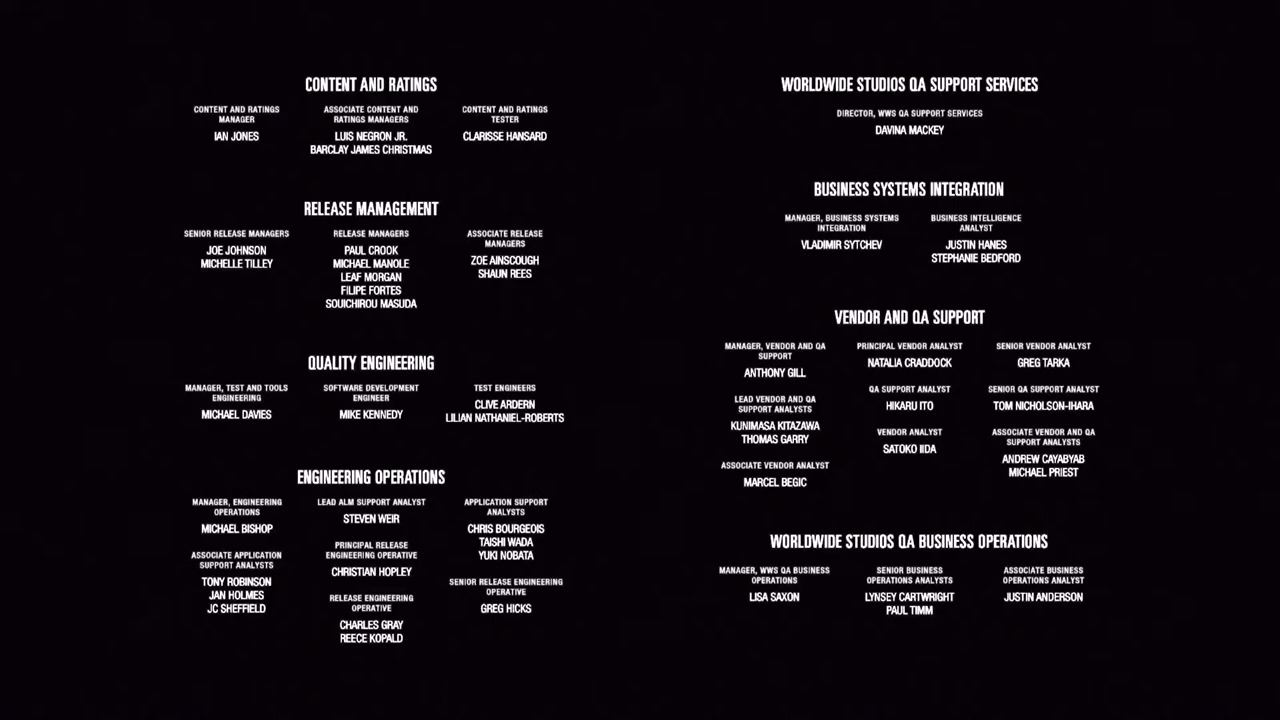 CONTENT AND RATINGS
CONTENT AND RATINGS
MANAGER
IAN JONES
ASSOCIATE CONTENT AND
RATINGS MANAGERS
LUIS NEGRON JR.
BARCLAY JAMES CHRISTMAS
CONTENT AND RATINGS
TESTER
CLARISSE HANSARD
RELEASE MANAGEMENT
SENIOR RELEASE MANAGERS
JOE JOHNSON
MICHELLE TILLEY
RELEASE MANAGERS
PAUL CROOK
MICHAEL MANOLE
LEAF MORGAN
FILIPE FORTES
SOUICHIROU MASUDA
ASSOCIATE RELEASE
MANAGERS
ZOE AINSCOUGH
SHAUN REES
QUALITY ENGINEERING
MANAGER, TEST AND TOOLS
ENGINEERING
MICHAEL DAVIES
SOFTWARE DEVELOPMENT
ENGINEER
MIKE KENNEDY
TEST ENGINEERS
CLIVE ARDERN
LILIAN NATHANIEL-ROBERTS
ENGINEERING OPERATIONS
MANAGER, ENGINEERING
OPERATIONS
MICHAEL BISHOP
ASSOCIATE APPLICATION
SUPPORT ANALYSTS
TONY ROBINSON
JAN HOLMES
JC SHEFFIELD
LEAD ALM SUPPORT ANALYST
STEVEN WEIR
PRINCIPAL RELEASE
ENGINEERING OPERATIVE
CHRISTIAN HOPLEY
RELEASE ENGINEERING
OPERATIVE
CHARLES GRAY
REECE KOPALD
APPLICATION SUPPORT
ANALYSTS
CHRIS BOURGEOIS
TAISHI WADA
YUKI NOBATA
SENIOR RELEASE ENGINEERING
OPERATIVE
GREG HICKS
WORLDWIDE STUDIOS QA SUPPORT SERVICES
DIRECTOR, WWS QA SUPPORT SERVICES
DAVINA MACKEY
BUSINESS SYSTEMS INTEGRATION
MANAGER, BUSINESS SYSTEMS
INTEGRATION
VLADIMIR SYTCHEV
BUSINESS INTELLIGENCE
ANALYST
JUSTIN HANES
STEPHANIE BEDFORD
VENDOR AND QA SUPPORT
MANAGER, VENDOR AND QA
SUPPORT
ANTHONY GILL
LEAD VENDOR AND QA
SUPPORT ANALYSTS
KUNIMASA KITAZAWA
THOMAS GARRY
ASSOCIATE VENDOR ANALYST
MARCEL BEGIC
PRINCIPAL VENDOR ANALYST
NATALIA CRADDOCK
QA SUPPORT ANALYST
HIKARU ITO
VENDOR ANALYST
SATOKO IIDA
SENIOR VENDOR ANALYST
GREG TARKA
SENIOR QA SUPPORT ANALYST
TOM NICHOLSON-IHARA
ASSOCIATE VENDOR AND QA
SUPPORT ANALYSTS
ANDREW CAYABYAB
MICHAEL PRIEST
WORLDWIDE STUDIOS QA BUSINESS OPERATIONS
MANAGER, WWS QA BUSINESS
OPERATIONS
LISA SAXON
SENIOR BUSINESS
OPERATIONS ANALYSTS
LYNSEY CARTWRIGHT
PAUL TIMM
ASSOCIATE BUSINESS
OPERATIONS ANALYST
JUSTIN ANDERSON